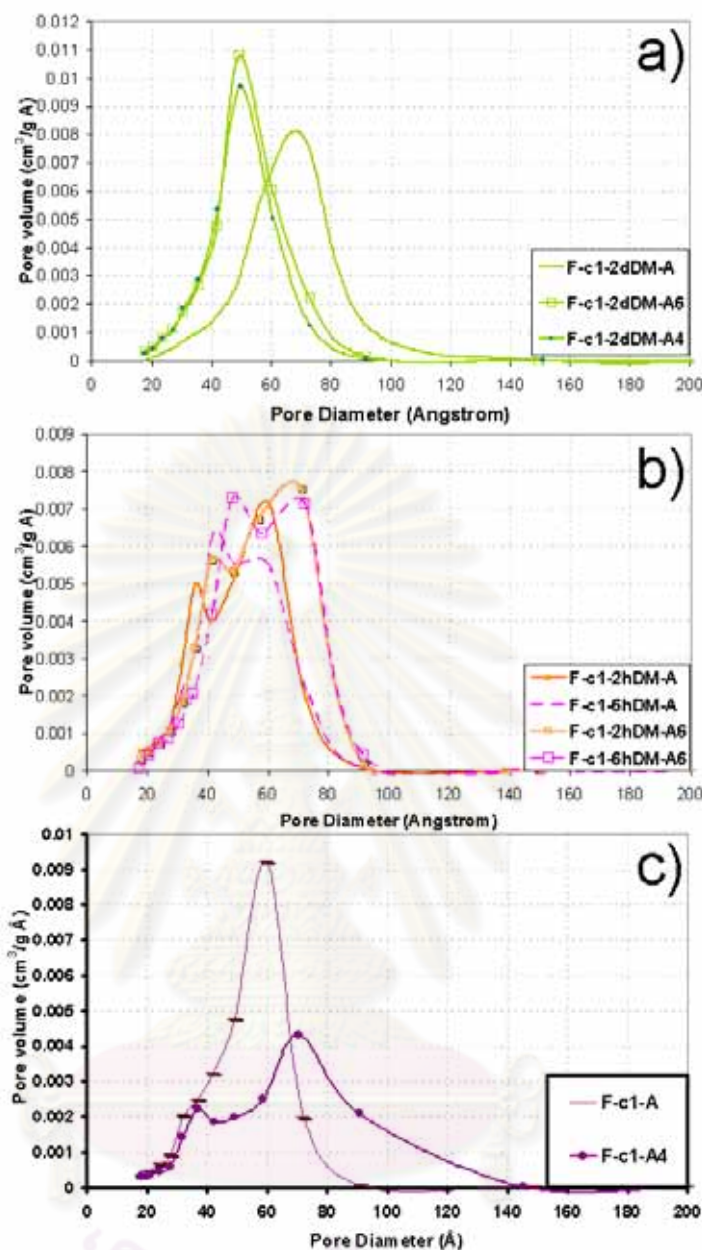 a)
0.012
0.011
0.01
0.009
0.008
0.007
0.006
0.005
0.004
0.003
0.002
0.001
0
Pore volume (cm³/g A)
0 20 40 60 80 100 120 140 160 180 200
Pore Diameter (Angstrom)
F-c1-2dDM-A
F-c1-2dDM-A6
F-c1-2dDM-A4
b)
0.009
0.008
0.007
0.006
0.005
0.004
0.003
0.002
0.001
0
Pore volume (cm³/g A)
0 20 40 60 80 100 120 140 160 180 200
Pore Diameter (Angstrom)
F-c1-2hDM-A
F-c1-6hDM-A
F-c1-2hDM-A6
F-c1-6hDM-A6
c)
0.01
0.009
0.008
0.007
0.006
0.005
0.004
0.003
0.002
0.001
0
Pore volume (cm³/g Å)
0 20 40 60 80 100 120 140 160 180 200
Pore Diameter (Å)
F-c1-A
F-c1-A4